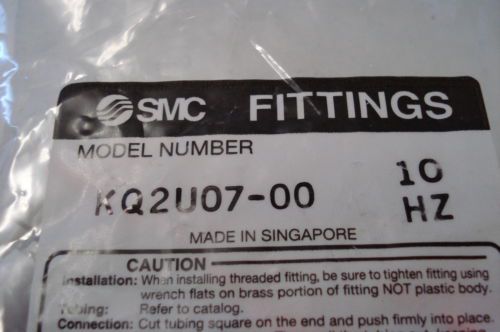 SMC FITTINGS
MODEL NUMBER
KQ2U07-00 10
HZ
MADE IN SINGAPORE
CAUTION
Installation: When installing threaded fitting, be sure to tighten fitting using
wrench flats on brass portion of fitting NOT plastic body.
Tubing: Refer to catalog.
Connection: Cut tubing square on the end and push firmly into place.